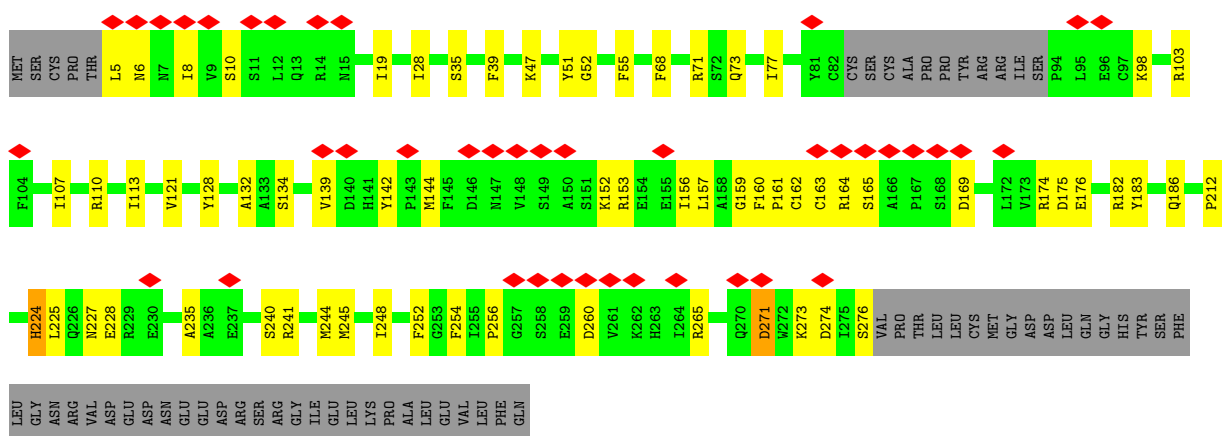 MET SER CYS PRO THR L5 N6 N7 I8 V9 S10 S11 L12 Q13 R14 N15 I19 I28 S35 F39 K47 Y51 G52 F55 F68 R71 S72 Q73 I77 Y81 C82 CYS SER CYS ALA PRO PRO TYR ARG ARG ILE SER P94 L95 E96 C97 K98 R103
F104 I107 R110 I113 V121 Y128 A132 A133 S134 V139 D140 H141 Y142 P143 M144 F145 D146 N147 V148 S149 A150 S151 K152 R153 E154 E155 I156 L157 A158 G159 F160 P161 C162 C163 R164 S165 A166 P167 S168 D169 L172 V173 R174 D175 E176 R182 Y183 Q186 P212
H224 L225 Q226 N227 E228 R229 E230 A235 A236 E237 S240 R241 M244 M245 I248 F252 G253 F254 I255 P256 G257 S258 E259 D260 V261 K262 H263 I264 R265 Q270 D271 W272 K273 D274 I275 S276 VAL PRO THR LEU LEU CYS MET GLY ASP ASP LEU GLN GLY HIS TYR SER PHE
LEU GLY ASN ARG VAL ASP GLU ASP ASN GLU GLU ASP ARG SER ARG GLY ILE GLU LEU LYS PRO ALA LEU GLU VAL LEU PHE GLN